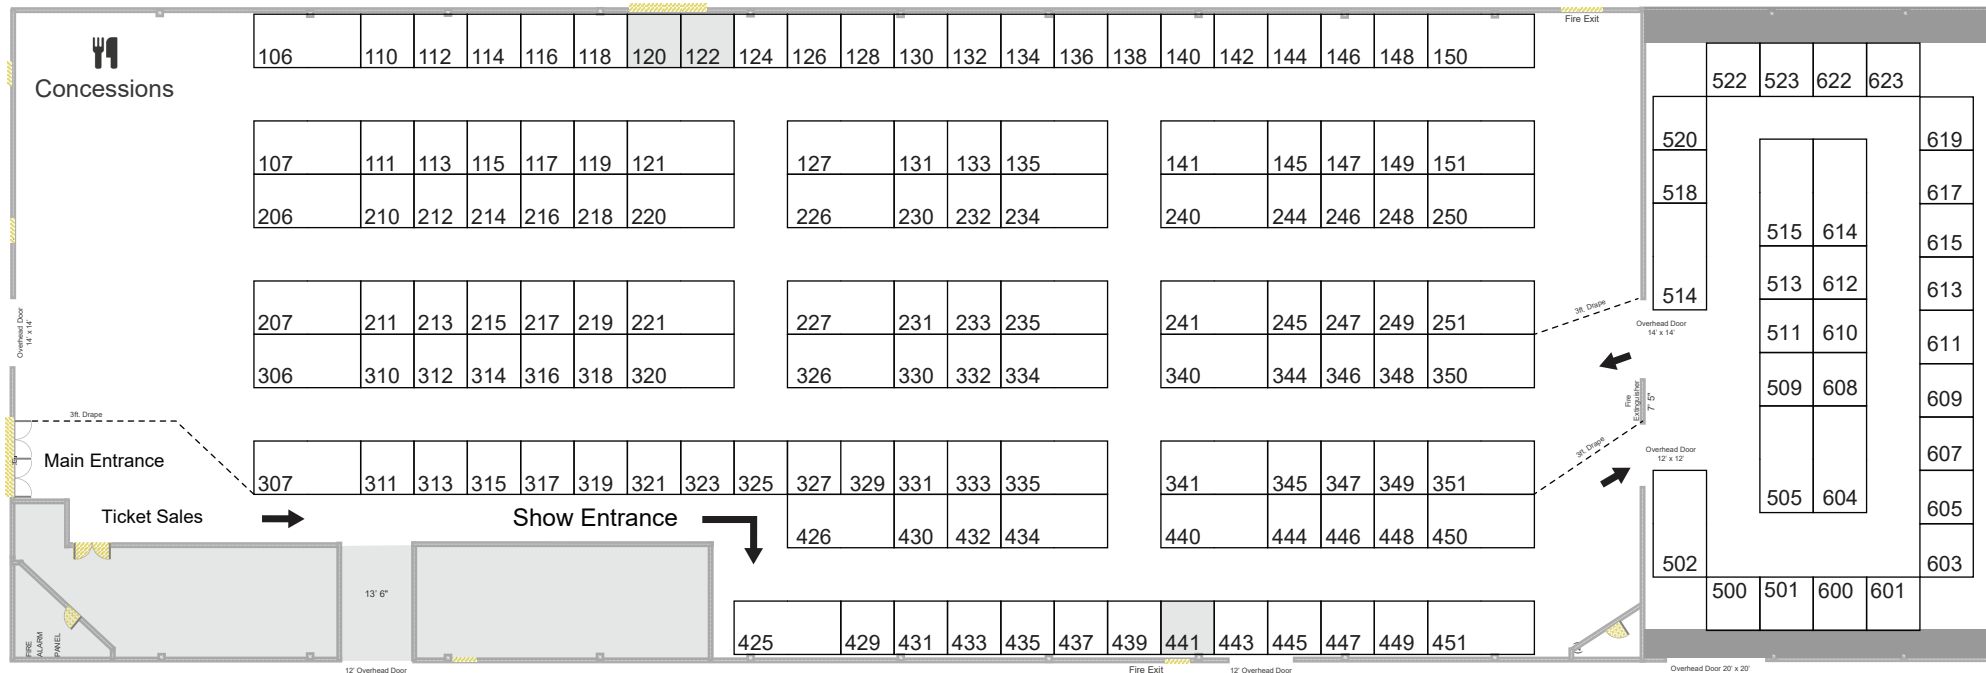 Fire Exit
106 110 112 114 116 118 120 122 124 126 128 130 132 134 136 138 140 142 144 146 148 150
Concessions
107 111 113 115 117 119 121 127 131 133 135 141 145 147 149 151
206 210 212 214 216 218 220 226 230 232 234 240 244 246 248 250
207 211 213 215 217 219 221 227 231 233 235 241 245 247 249 251
306 310 312 314 316 318 320 326 330 332 334 340 344 346 348 350
Overhead Door
14' x 14'
3ft. Drape
Main Entrance
307 311 313 315 317 319 321 323 325 327 329 331 333 335 341 345 347 349 351
Ticket Sales
Show Entrance
426 430 432 434 440 444 446 448 450
13' 6"
425 429 431 433 435 437 439 441 443 445 447 449 451
FIRE
ALARM
PANEL
12' Overhead Door
Fire Exit
12' Overhead Door
3ft. Drape
Overhead Door
14' x 14'
Fire
Extinguisher
7' 5"
3ft. Drape
Overhead Door
12' x 12'
522 523 622 623
520
518
514
502
515 614
513 612
511 610
509 608
505 604
619
617
615
613
611
609
607
605
603
500 501 600 601
Overhead Door 20' x 20'